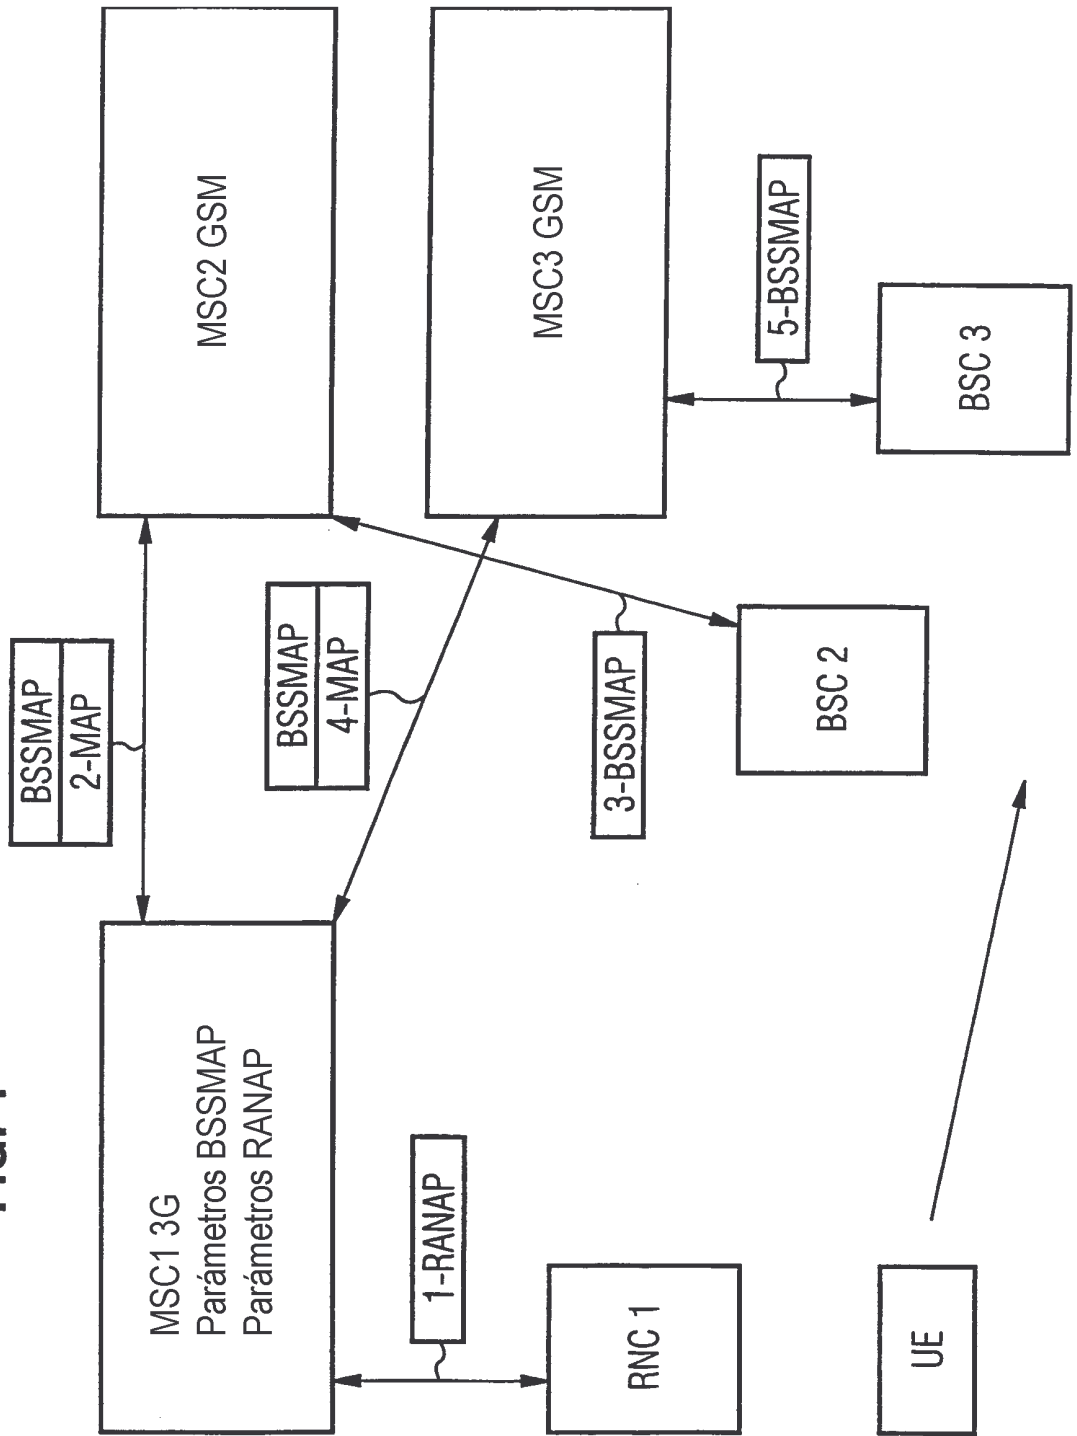 BSSMAP
2-MAP
MSC1 3G
Parámetros BSSMAP
Parámetros RANAP
MSC2 GSM
BSSMAP
4-MAP
MSC3 GSM
1-RANAP
3-BSSMAP
5-BSSMAP
RNC 1
BSC 2
BSC 3
UE